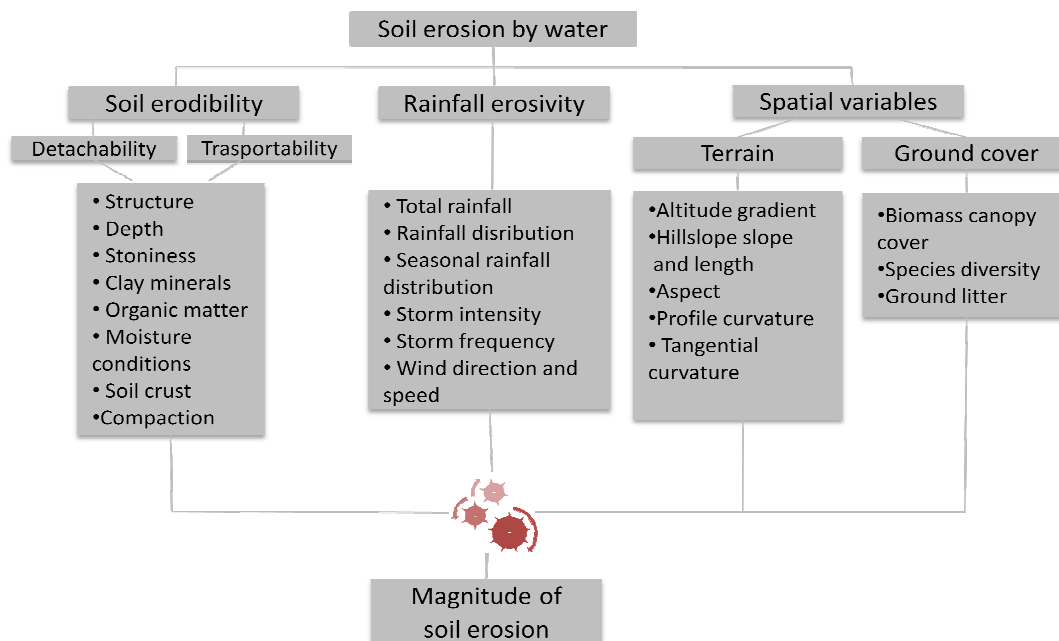 Soil erosion by water
Soil erodibility
Rainfall erosivity
Spatial variables
Detachability
Trasportability
Terrain
Ground cover
• Structure
• Depth
• Stoniness
• Clay minerals
• Organic matter
• Moisture
conditions
• Soil crust
•Compaction
• Total rainfall
• Rainfall disribution
• Seasonal rainfall
distribution
• Storm intensity
• Storm frequency
• Wind direction and
speed
•Altitude gradient
•Hillslope slope
and length
•Aspect
•Profile curvature
• Tangential
curvature
•Biomass canopy
cover
•Species diversity
•Ground litter
Magnitude of
soil erosion